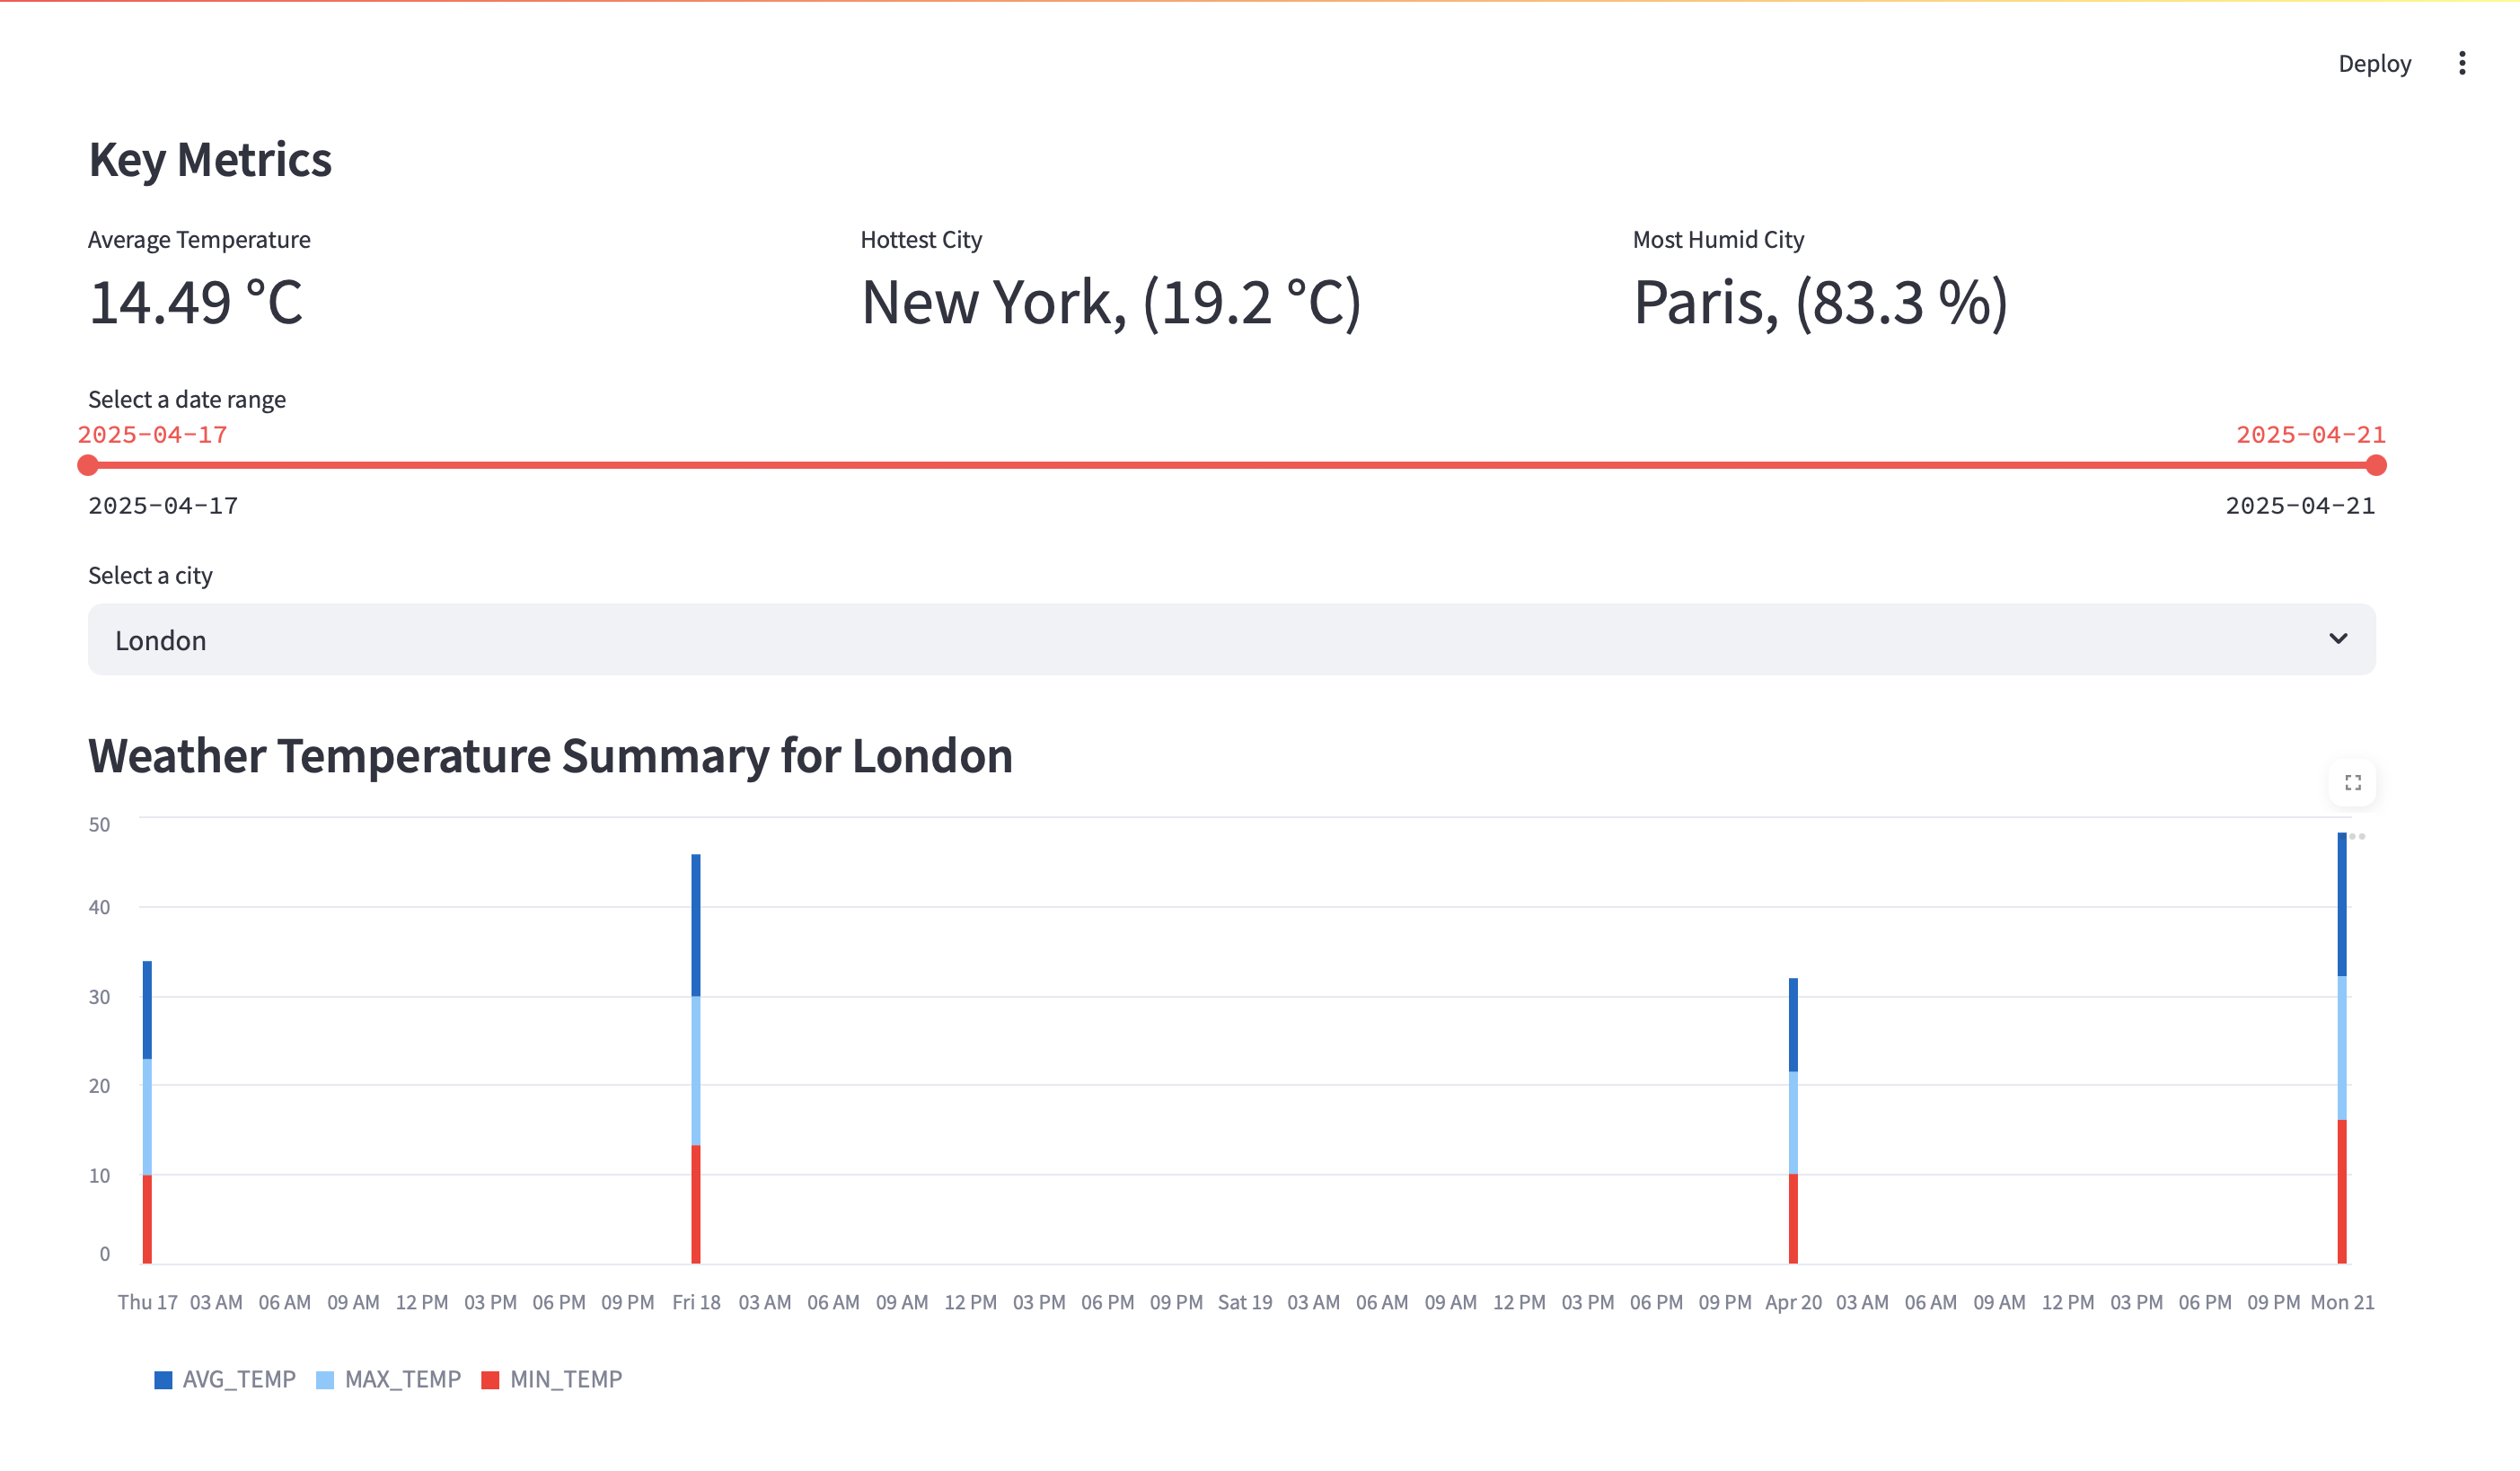 Deploy
Key Metrics
Average Temperature
14.49 °C
Hottest City
New York, (19.2 °C)
Most Humid City
Paris, (83.3 %)
Select a date range
2025-04-17 2025-04-21
2025-04-17 2025-04-21
Select a city
London
Weather Temperature Summary for London
50
40
30
20
10
0
Thu 17 03 AM 06 AM 09 AM 12 PM 03 PM 06 PM 09 PM Fri 18 03 AM 06 AM 09 AM 12 PM 03 PM 06 PM 09 PM Sat 19 03 AM 06 AM 09 AM 12 PM 03 PM 06 PM 09 PM Apr 20 03 AM 06 AM 09 AM 12 PM 03 PM 06 PM 09 PM Mon 21
AVG_TEMP MAX_TEMP MIN_TEMP